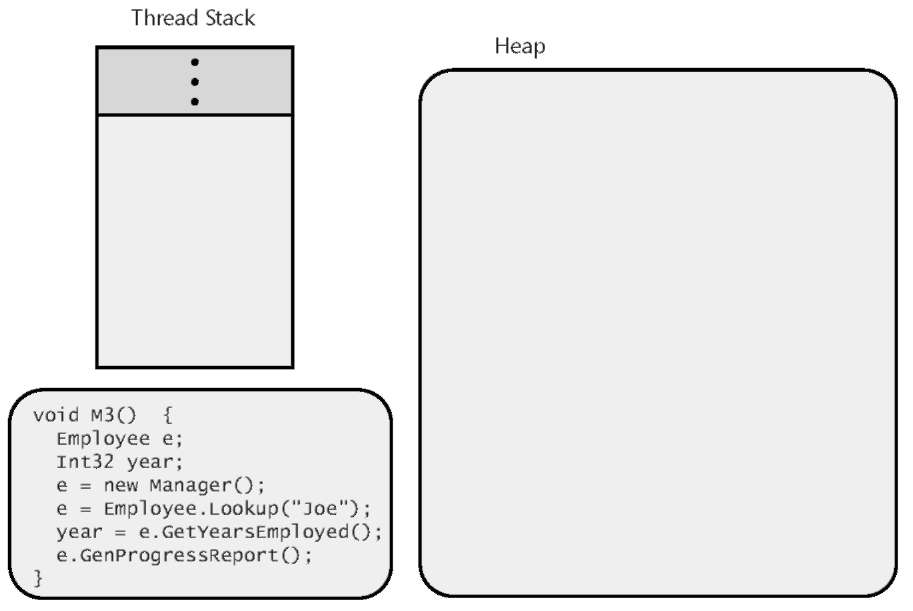 Thread Stack
Heap
void M3()  {
  Employee e;
  Int32 year;
  e = new Manager();
  e = Employee.Lookup("Joe");
  year = e.GetYearsEmployed();
  e.GenProgressReport();
}